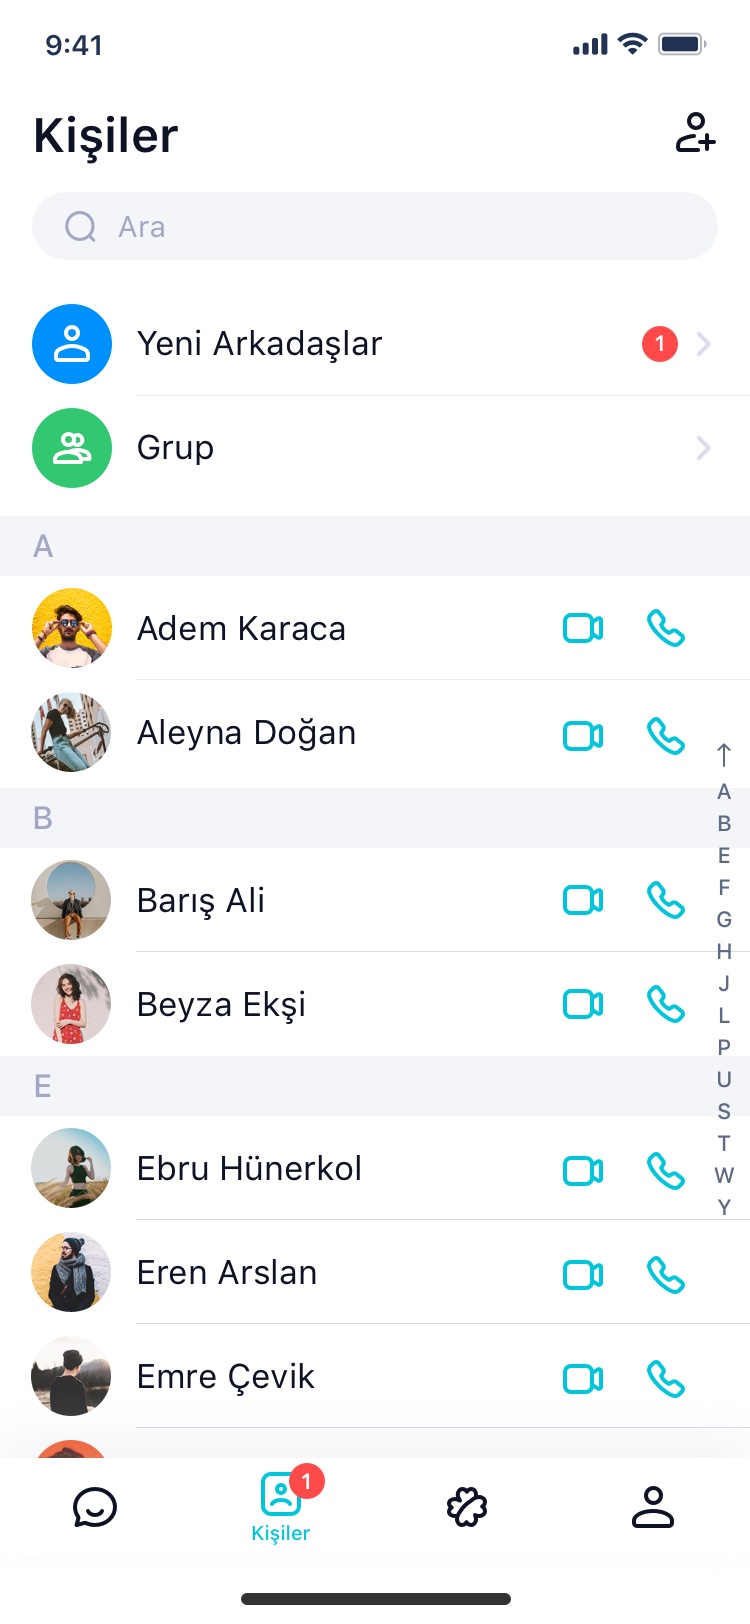 9:41
Kişiler
Ara
Yeni Arkadaşlar 1
Grup
A
Adem Karaca
Aleyna Doğan
B
Barış Ali
Beyza Ekşi
E
Ebru Hünerkol
Eren Arslan
Emre Çevik
A
B
E
F
G
H
J
L
P
U
S
T
W
Y
1
Kişiler